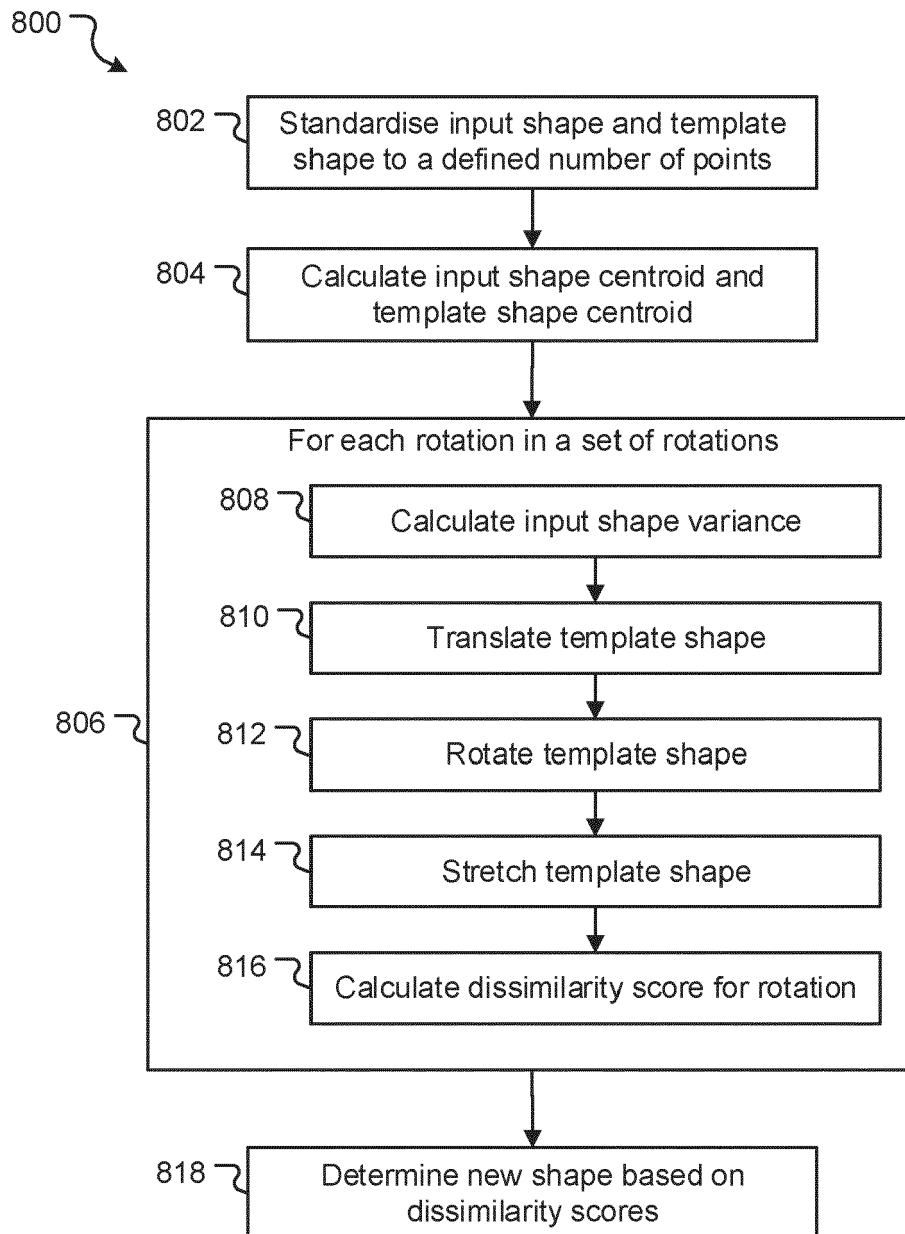 800
802
Standardise input shape and template
shape to a defined number of points
804
Calculate input shape centroid and
template shape centroid
806
For each rotation in a set of rotations
808
Calculate input shape variance
810
Translate template shape
812
Rotate template shape
814
Stretch template shape
816
Calculate dissimilarity score for rotation
818
Determine new shape based on
dissimilarity scores